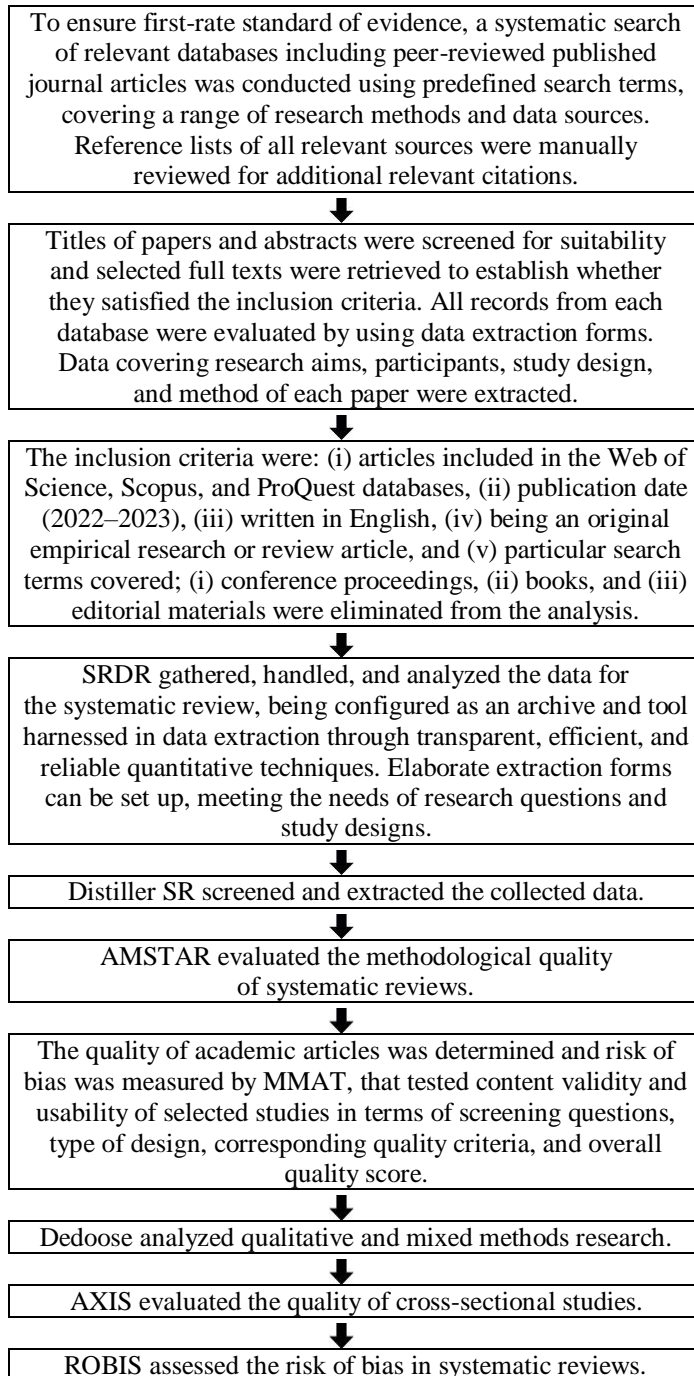 To ensure first-rate standard of evidence, a systematic search
of relevant databases including peer-reviewed published
journal articles was conducted using predefined search terms,
covering a range of research methods and data sources.
Reference lists of all relevant sources were manually
reviewed for additional relevant citations.
Titles of papers and abstracts were screened for suitability
and selected full texts were retrieved to establish whether
they satisfied the inclusion criteria. All records from each
database were evaluated by using data extraction forms.
Data covering research aims, participants, study design,
and method of each paper were extracted.
The inclusion criteria were: (i) articles included in the Web of
Science, Scopus, and ProQuest databases, (ii) publication date
(2022–2023), (iii) written in English, (iv) being an original
empirical research or review article, and (v) particular search
terms covered; (i) conference proceedings, (ii) books, and (iii)
editorial materials were eliminated from the analysis.
SRDR gathered, handled, and analyzed the data for
the systematic review, being configured as an archive and tool
harnessed in data extraction through transparent, efficient, and
reliable quantitative techniques. Elaborate extraction forms
can be set up, meeting the needs of research questions and
study designs.
Distiller SR screened and extracted the collected data.
AMSTAR evaluated the methodological quality
of systematic reviews.
The quality of academic articles was determined and risk of
bias was measured by MMAT, that tested content validity and
usability of selected studies in terms of screening questions,
type of design, corresponding quality criteria, and overall
quality score.
Dedoose analyzed qualitative and mixed methods research.
AXIS evaluated the quality of cross-sectional studies.
ROBIS assessed the risk of bias in systematic reviews.